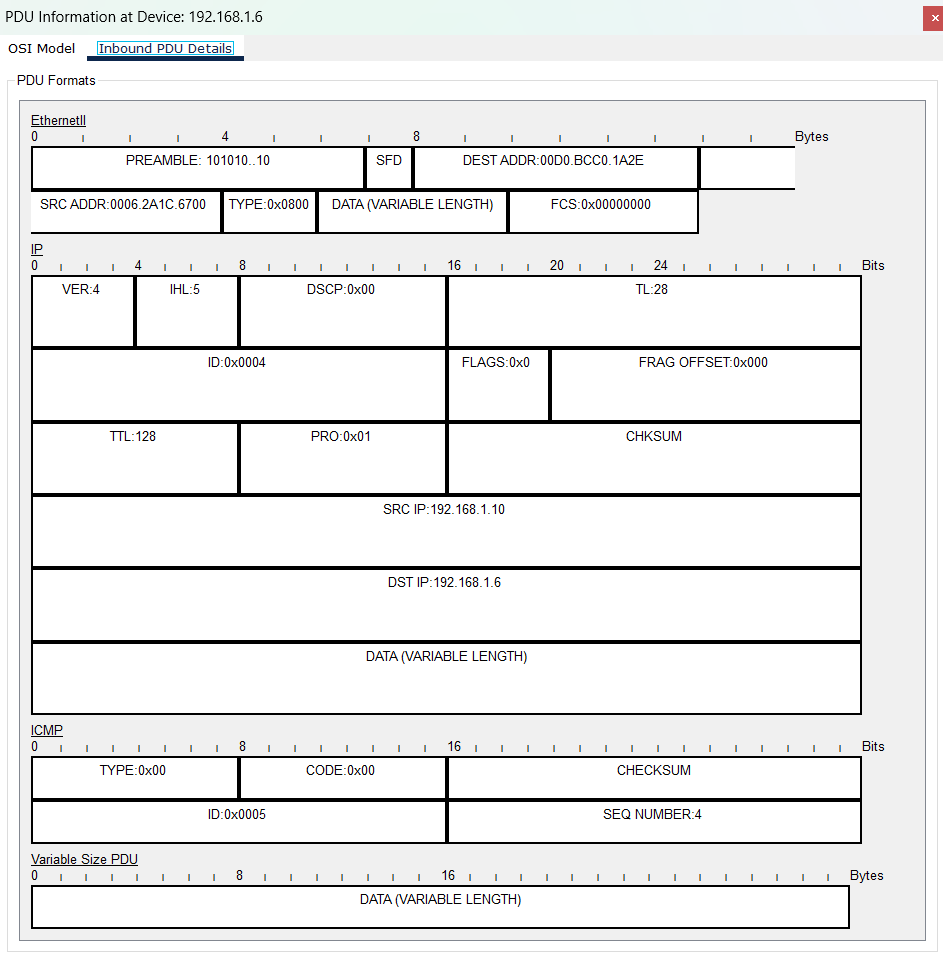 PDU Information at Device: 192.168.1.6
×
OSI Model Inbound PDU Details
PDU Formats
EthernetII
0 4 8 Bytes
PREAMBLE: 101010..10 SFD DEST ADDR:00D0.BCC0.1A2E
SRC ADDR:0006.2A1C.6700 TYPE:0x0800 DATA (VARIABLE LENGTH) FCS:0x00000000
IP
0 4 8 16 20 24 Bits
VER:4 IHL:5 DSCP:0x00 TL:28
ID:0x0004 FLAGS:0x0 FRAG OFFSET:0x000
TTL:128 PRO:0x01 CHKSUM
SRC IP:192.168.1.10
DST IP:192.168.1.6
DATA (VARIABLE LENGTH)
ICMP
0 8 16 Bits
TYPE:0x00 CODE:0x00 CHECKSUM
ID:0x0005 SEQ NUMBER:4
Variable Size PDU
0 8 16 Bytes
DATA (VARIABLE LENGTH)